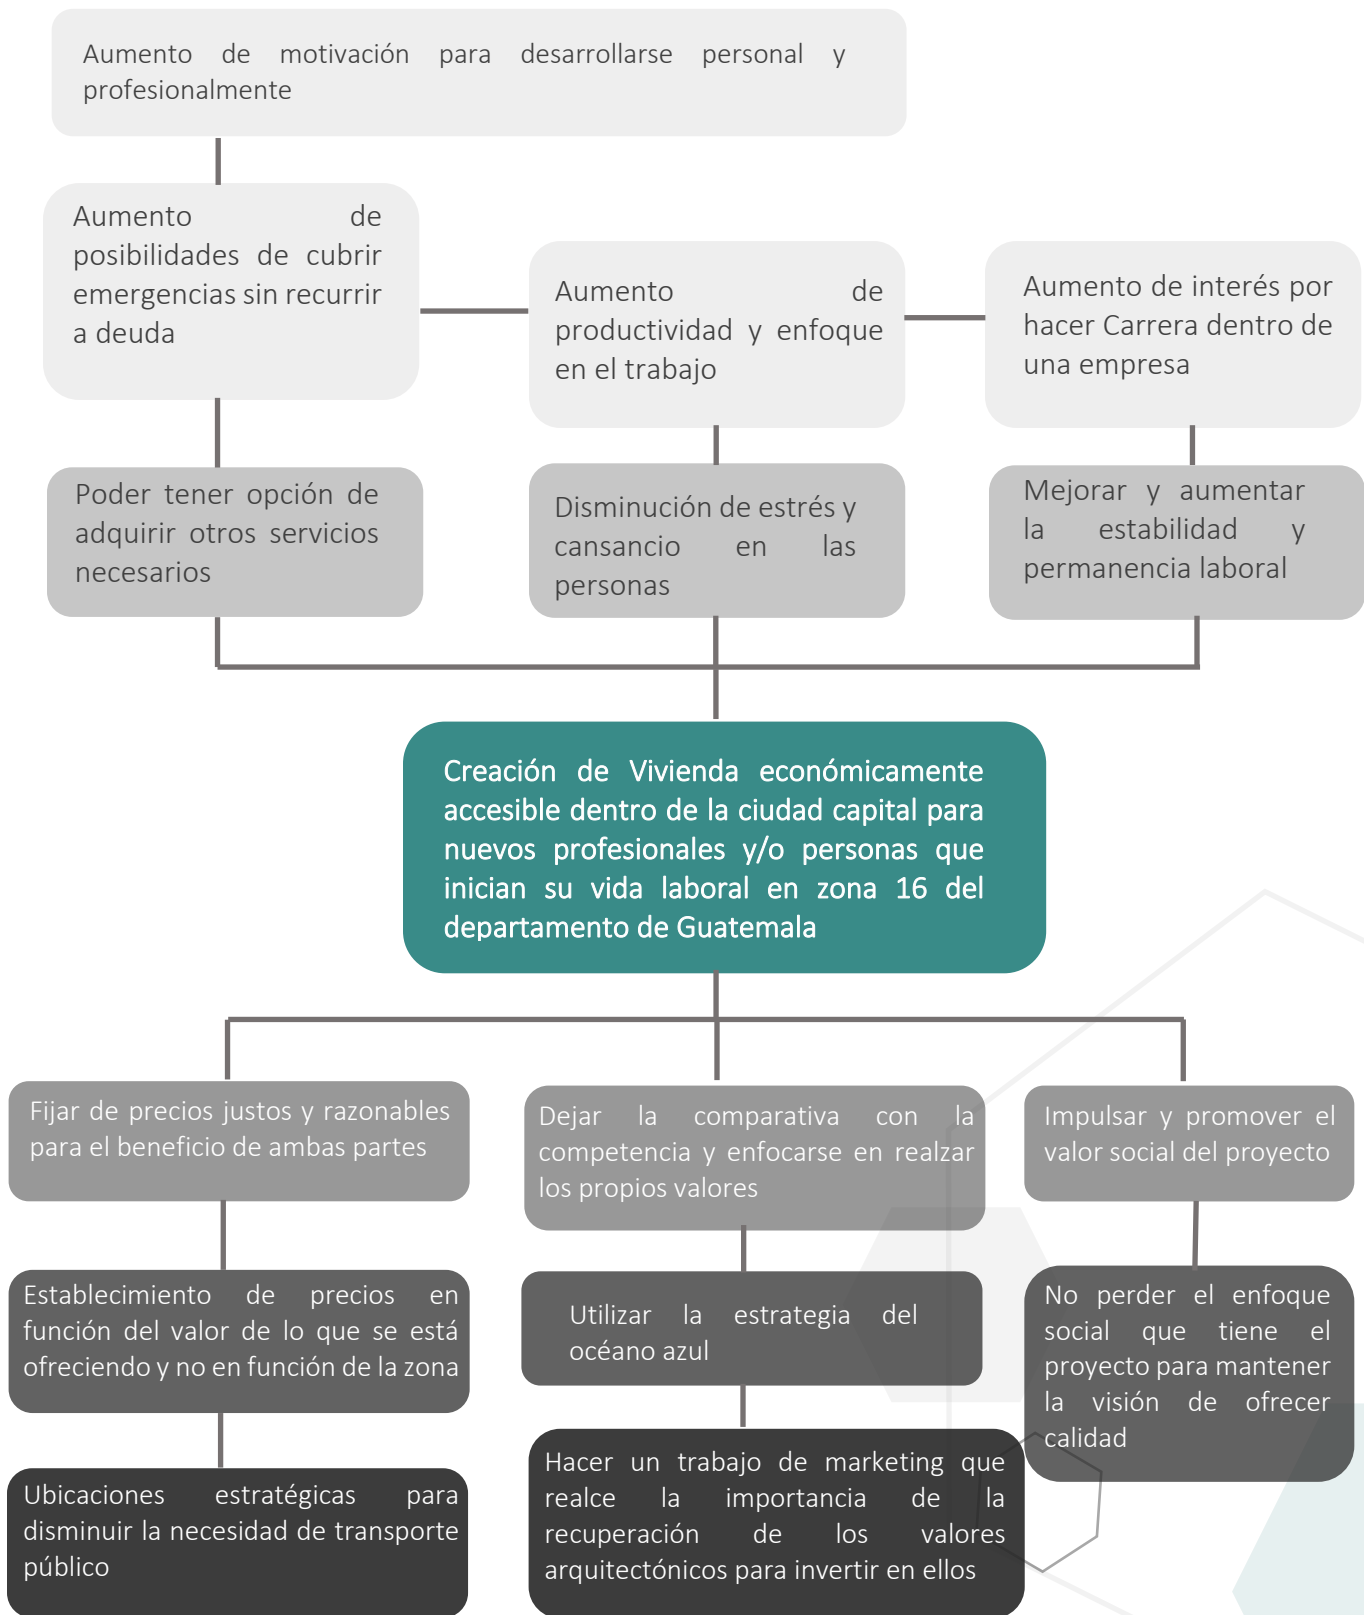 Aumento de motivación para desarrollarse personal y
profesionalmente
Aumento de
posibilidades de cubrir
emergencias sin recurrir
a deuda
Aumento de
productividad y enfoque
en el trabajo
Aumento de interés por
hacer Carrera dentro de
una empresa
Poder tener opción de
adquirir otros servicios
necesarios
Disminución de estrés y
cansancio en las
personas
Mejorar y aumentar
la estabilidad y
permanencia laboral
Creación de Vivienda económicamente
accesible dentro de la ciudad capital para
nuevos profesionales y/o personas que
inician su vida laboral en zona 16 del
departamento de Guatemala
Fijar de precios justos y razonables
para el beneficio de ambas partes
Dejar la comparativa con la
competencia y enfocarse en realzar
los propios valores
Impulsar y promover el
valor social del proyecto
Establecimiento de precios en
función del valor de lo que se está
ofreciendo y no en función de la zona
Utilizar la estrategia del
océano azul
No perder el enfoque
social que tiene el
proyecto para mantener
la visión de ofrecer
calidad
Ubicaciones estratégicas para
disminuir la necesidad de transporte
público
Hacer un trabajo de marketing que
realce la importancia de la
recuperación de los valores
arquitectónicos para invertir en ellos